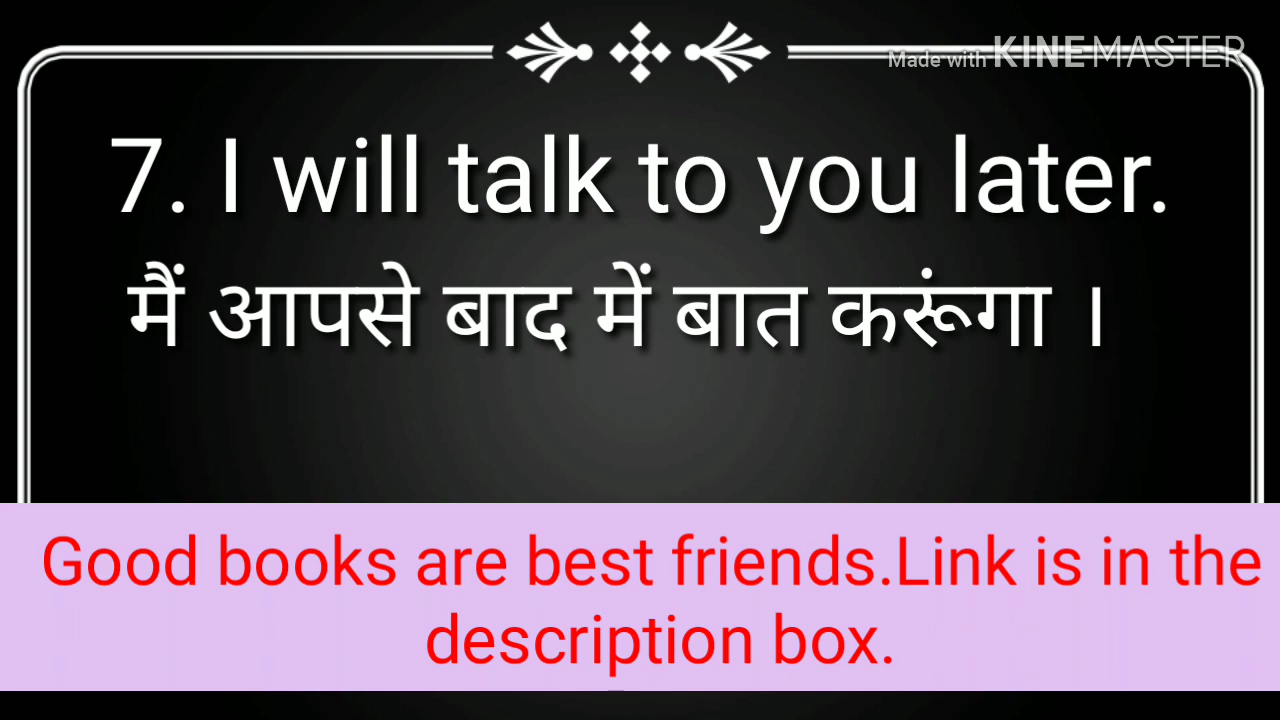 Made with KINEMASTER
7. I will talk to you later.
मैं आपसे बाद में बात करूंगा ।
Good books are best friends.Link is in the
description box.